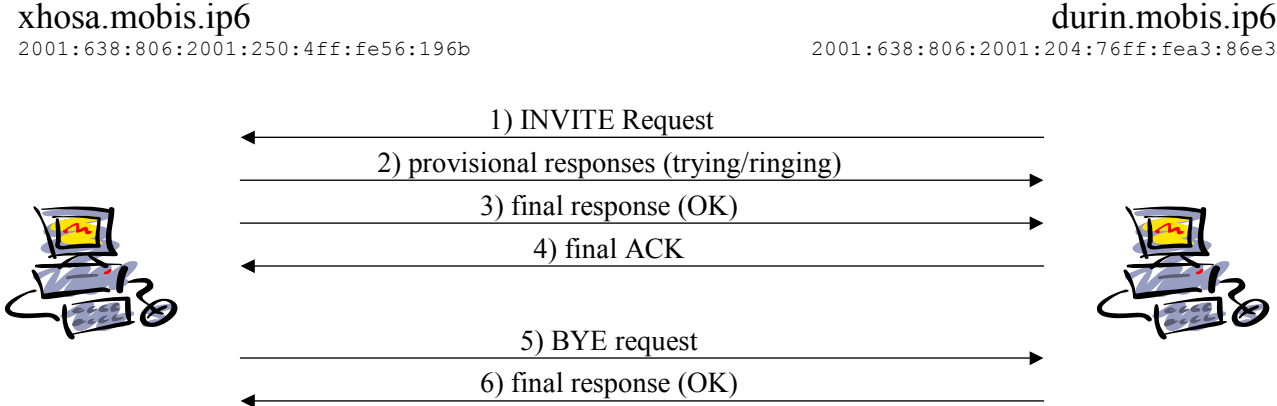 xhosa.mobis.ip6
durin.mobis.ip6
2001:638:806:2001:250:4ff:fe56:196b
2001:638:806:2001:204:76ff:fea3:86e3
1) INVITE Request
2) provisional responses (trying/ringing)
3) final response (OK)
4) final ACK
5) BYE request
6) final response (OK)